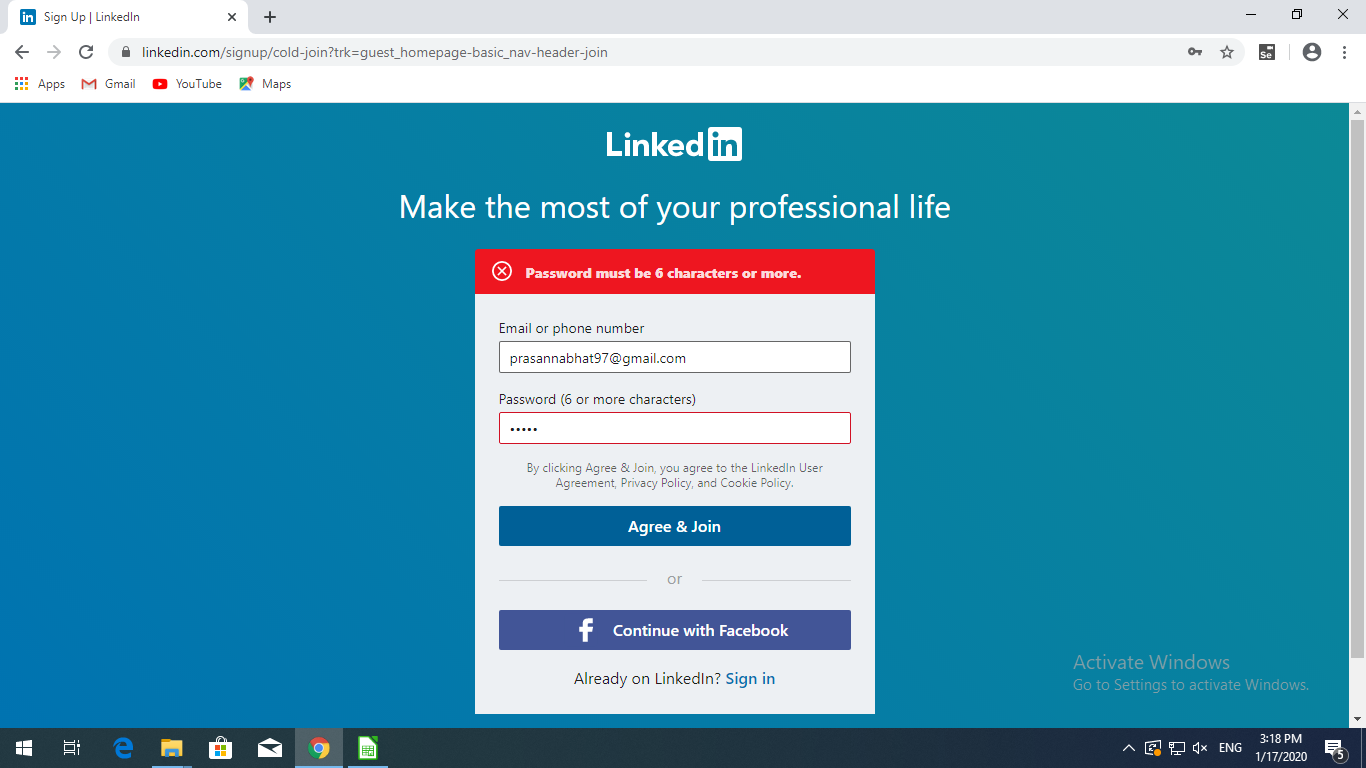 Sign Up | LinkedIn
linkedin.com/signup/cold-join?trk=guest_homepage-basic_nav-header-join
Se
Apps Gmail YouTube Maps
Linked in
Make the most of your professional life
Password must be 6 characters or more.
Email or phone number
prasannabhat97@gmail.com
Password (6 or more characters)
•••••
By clicking Agree & Join, you agree to the LinkedIn User
Agreement, Privacy Policy, and Cookie Policy.
Agree & Join
or
Continue with Facebook
Already on LinkedIn? Sign in
Activate Windows
Go to Settings to activate Windows.
ENG
3:18 PM
1/17/2020
5